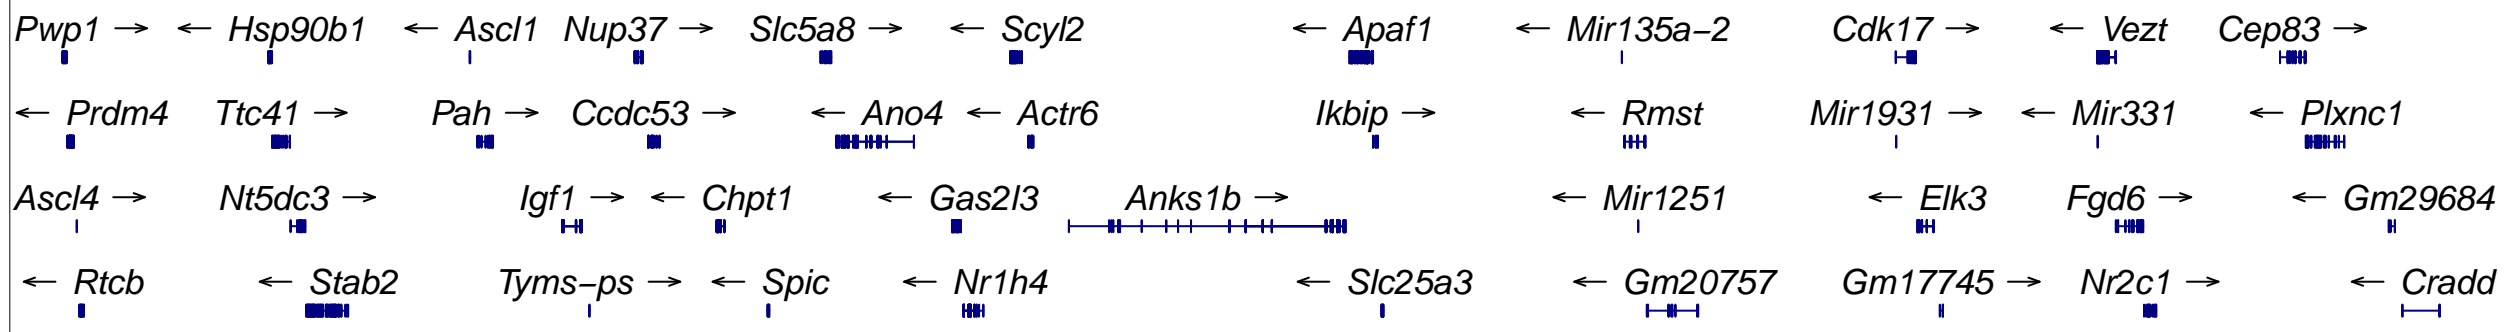 Pwp1 → ← Hsp90b1 ← Ascl1 Nup37 → Slc5a8 → ← Scyl2 ← Apaf1 ← Mir135a−2 Cdk17 → ← Vezt Cep83 →
← Prdm4 Ttc41 → Pah → Ccdc53 → ← Ano4 ← Actr6 Ikbip → ← Rmst Mir1931 → ← Mir331 ← Plxnc1
Ascl4 → Nt5dc3 → Igf1 → ← Chpt1 ← Gas2l3 Anks1b → ← Mir1251 ← Elk3 Fgd6 → ← Gm29684
← Rtcb ← Stab2 Tyms−ps → ← Spic ← Nr1h4 ← Slc25a3 ← Gm20757 Gm17745 → Nr2c1 → ← Cradd